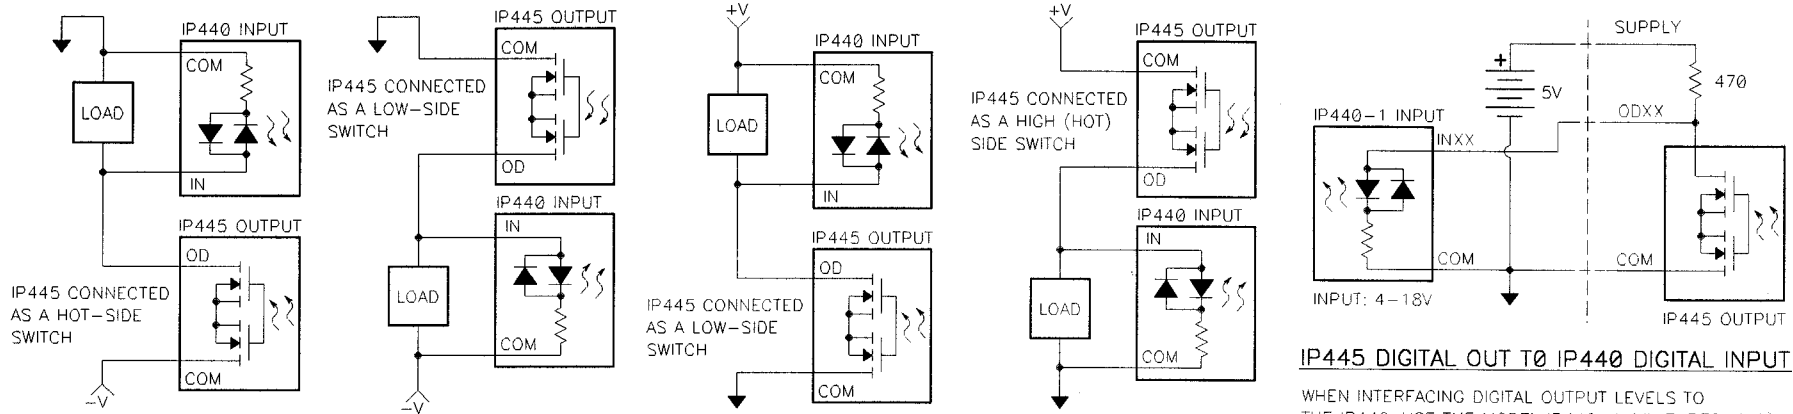 IP440 INPUT
COM
LOAD
IN
IP445 OUTPUT
OD
IP445 CONNECTED
AS A HOT-SIDE
SWITCH
COM
-V
IP445 OUTPUT
COM
IP445 CONNECTED
AS A LOW-SIDE
SWITCH
OD
IP440 INPUT
IN
LOAD
COM
-V
+V
IP440 INPUT
COM
LOAD
IN
IP445 OUTPUT
OD
IP445 CONNECTED
AS A LOW-SIDE
SWITCH
COM
+V
IP445 OUTPUT
COM
IP445 CONNECTED
AS A HIGH (HOT)
SIDE SWITCH
OD
IP440 INPUT
IN
LOAD
COM
SUPPLY
+
5V
470
ODXX
IP440-1 INPUT
INXX
COM
COM
INPUT: 4-18V
IP445 OUTPUT
IP445 DIGITAL OUT TO IP440 DIGITAL INPUT
WHEN INTERFACING DIGITAL OUTPUT LEVELS TO